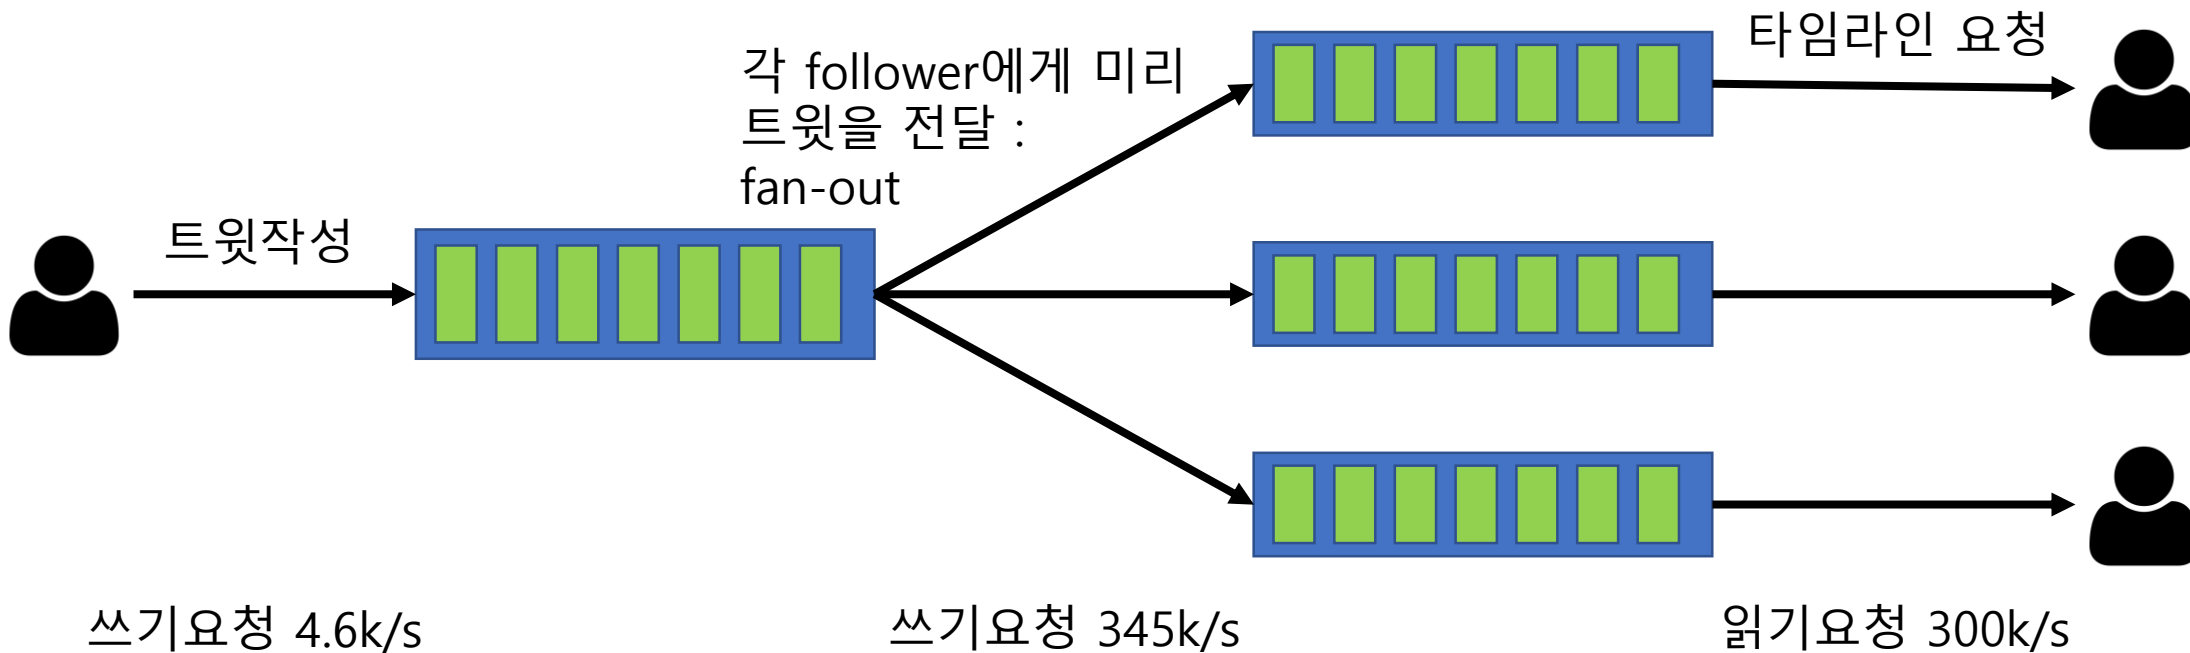 타임라인 요청
각 follower에게 미리
트윗을 전달 :
fan-out
트윗작성
쓰기요청 4.6k/s
쓰기요청 345k/s
읽기요청 300k/s